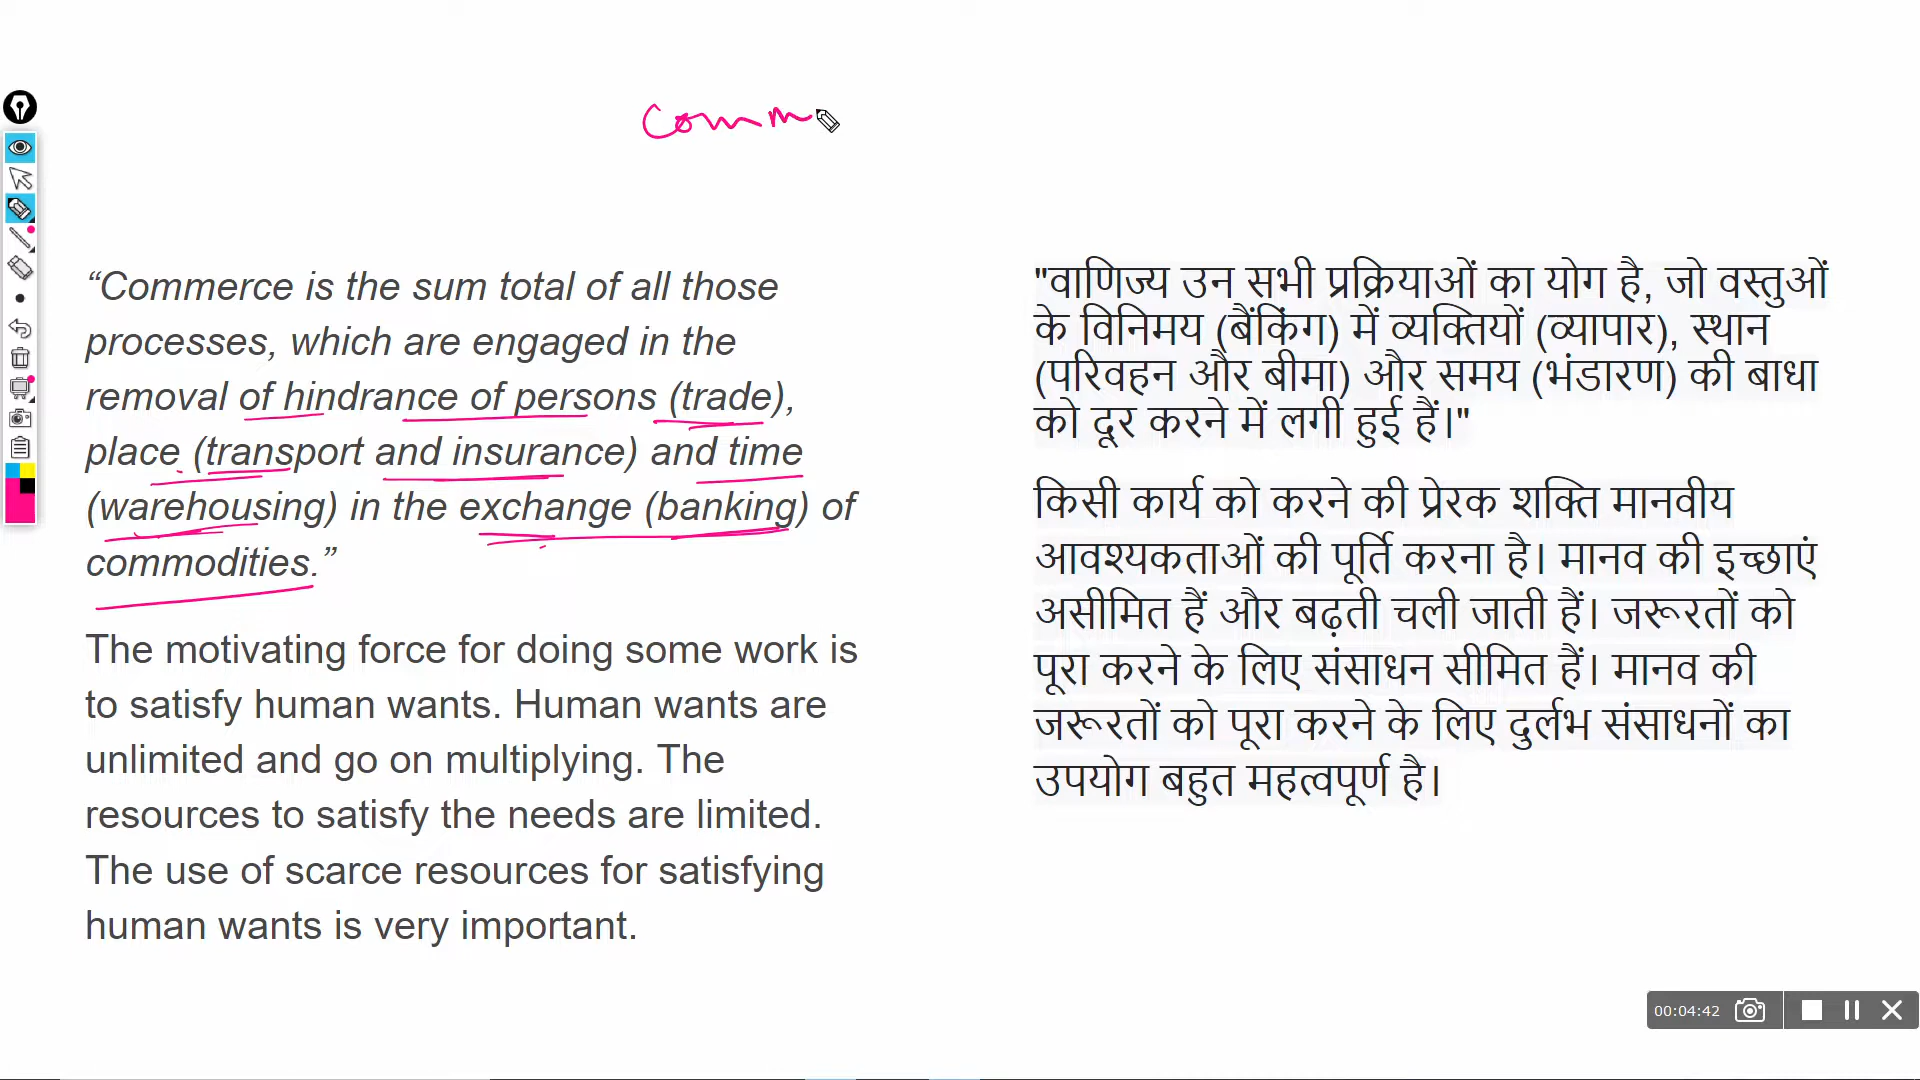 Comm
“Commerce is the sum total of all those
processes, which are engaged in the
removal of hindrance of persons (trade),
place (transport and insurance) and time
(warehousing) in the exchange (banking) of
commodities.”
The motivating force for doing some work is
to satisfy human wants. Human wants are
unlimited and go on multiplying. The
resources to satisfy the needs are limited.
The use of scarce resources for satisfying
human wants is very important.
"वाणिज्य उन सभी प्रक्रियाओं का योग है, जो वस्तुओं
के विनिमय (बैंकिंग) में व्यक्तियों (व्यापार), स्थान
(परिवहन और बीमा) और समय (भंडारण) की बाधा
को दूर करने में लगी हुई हैं।"
किसी कार्य को करने की प्रेरक शक्ति मानवीय
आवश्यकताओं की पूर्ति करना है। मानव की इच्छाएं
असीमित हैं और बढ़ती चली जाती हैं। जरूरतों को
पूरा करने के लिए संसाधन सीमित हैं। मानव की
जरूरतों को पूरा करने के लिए दुर्लभ संसाधनों का
उपयोग बहुत महत्वपूर्ण है।
00:04:42